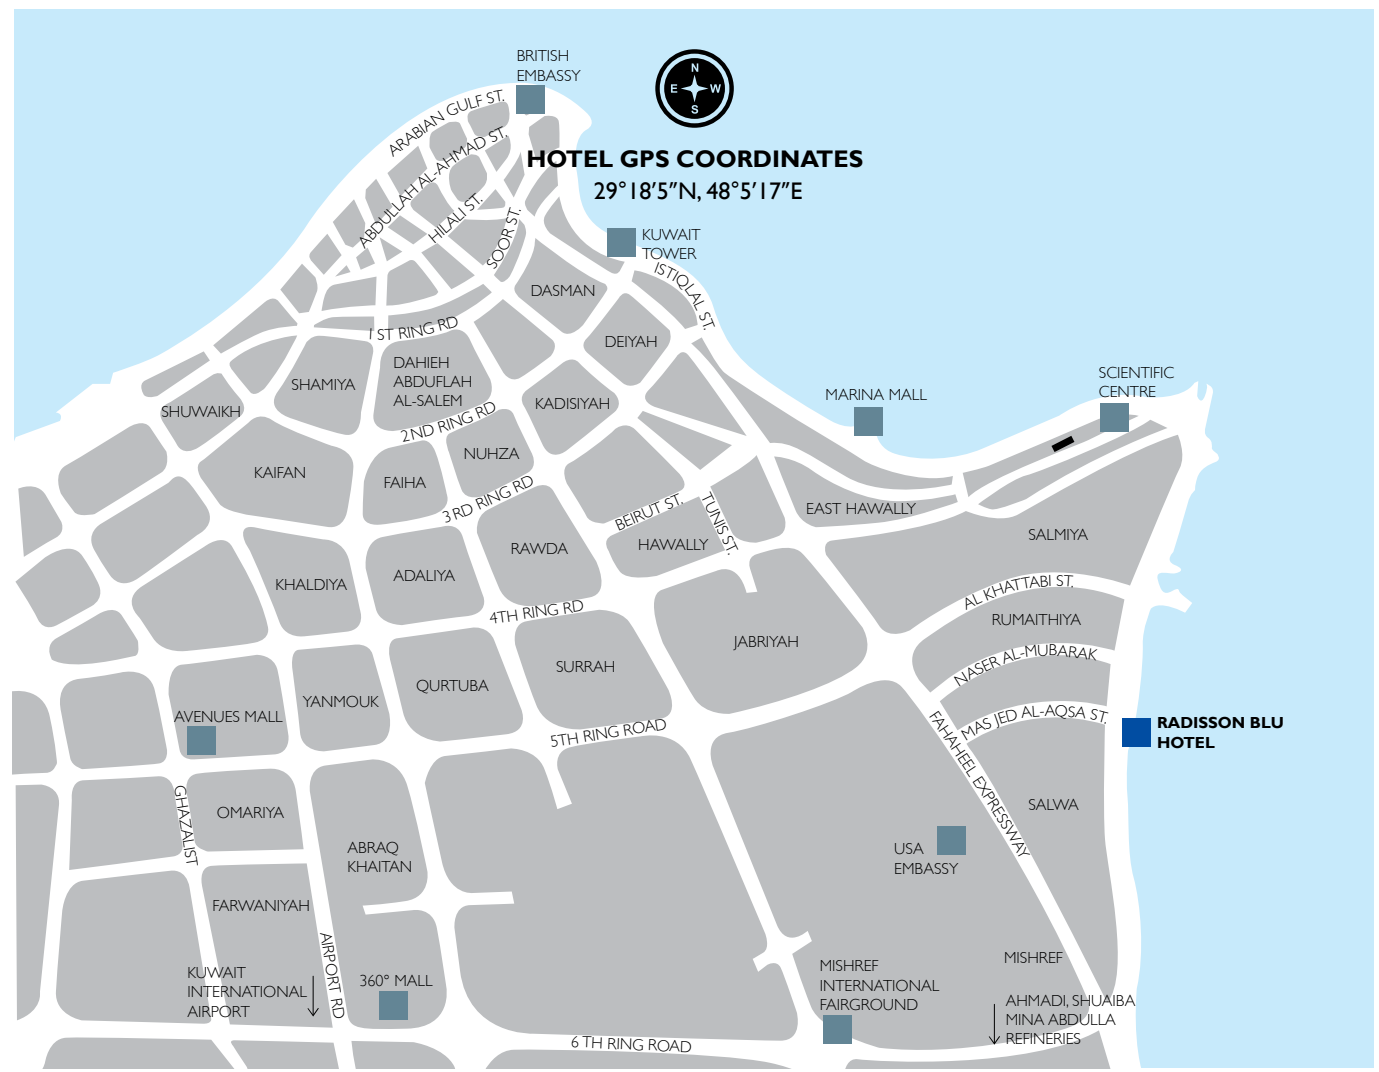 BRITISH
EMBASSY
N
E W
S
HOTEL GPS COORDINATES
29°18'5"N, 48°5'17"E
ARABIAN GULF ST.
ABDULLAH AL-AHMAD ST.
HILALI ST.
SOOR ST.
KUWAIT
TOWER
ISTIQLAL ST.
DASMAN
DEIYAH
1 ST RING RD
SHAMIYA
DAHIEH
ABDUFLAH
AL-SALEM
KADISIYAH
SHUWAIKH
2ND RING RD
MARINA MALL
SCIENTIFIC
CENTRE
KAIFAN
FAIHA
NUHZA
3RD RING RD
BEIRUT ST.
TUNIS ST.
EAST HAWALLY
SALMIYA
RAWDA
HAWALLY
KHALDIYA
ADALIYA
4TH RING RD
AL KHATTABI ST.
RUMAITHIYA
JABRIYAH
NASER AL-MUBARAK
SURRAH
QURTUBA
YANMOUK
AVENUES MALL
5TH RING ROAD
MAS JED AL-AQSA ST.
RADISSON BLU
HOTEL
FAHAHEEL EXPRESSWAY
GHAZALIST
OMARIYA
SALWA
ABRAQ
KHAITAN
USA
EMBASSY
FARWANIYAH
AIRPORT RD
KUWAIT
INTERNATIONAL
AIRPORT
360° MALL
MISHREF
INTERNATIONAL
FAIRGROUND
MISHREF
AHMADI, SHUAIBA
MINA ABDULLA
REFINERIES
6 TH RING ROAD